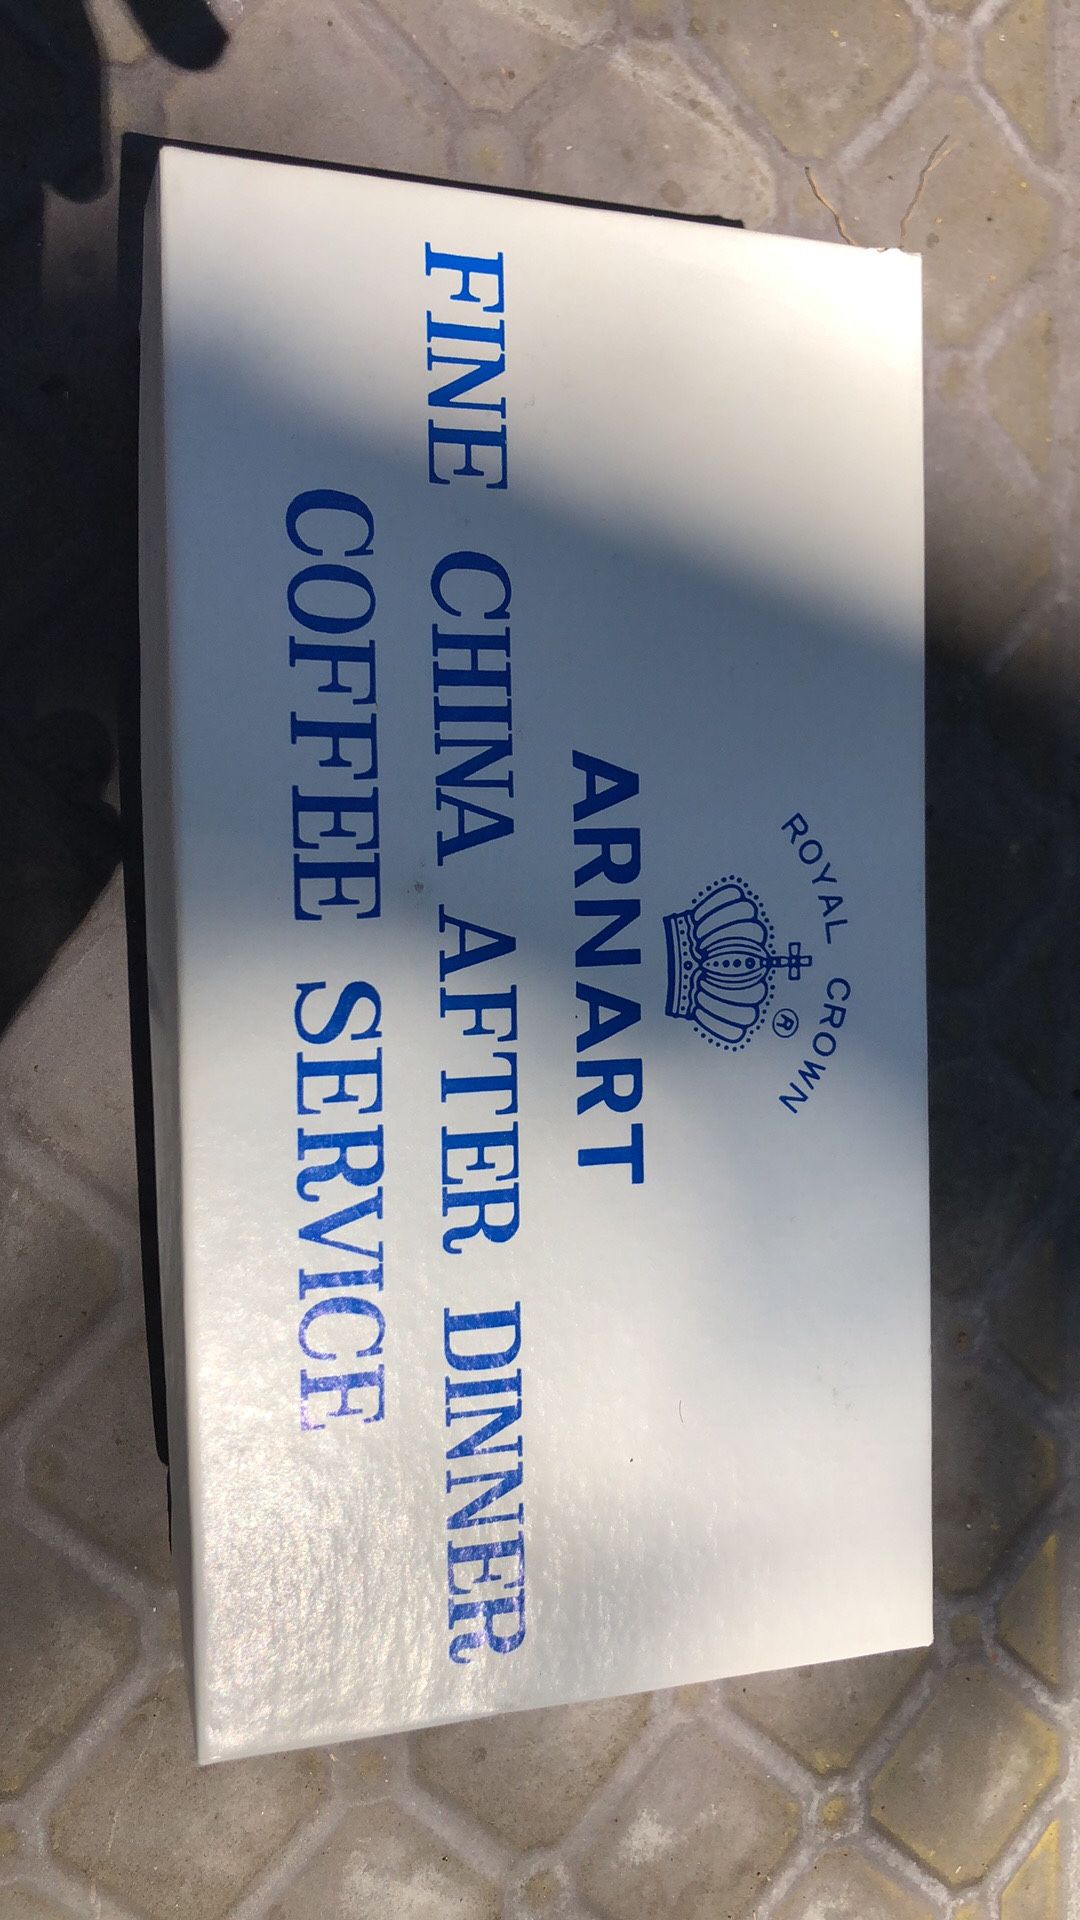 ROYAL CROWN
®
ARNART
FINE CHINA AFTER DINNER
COFFEE SERVICE